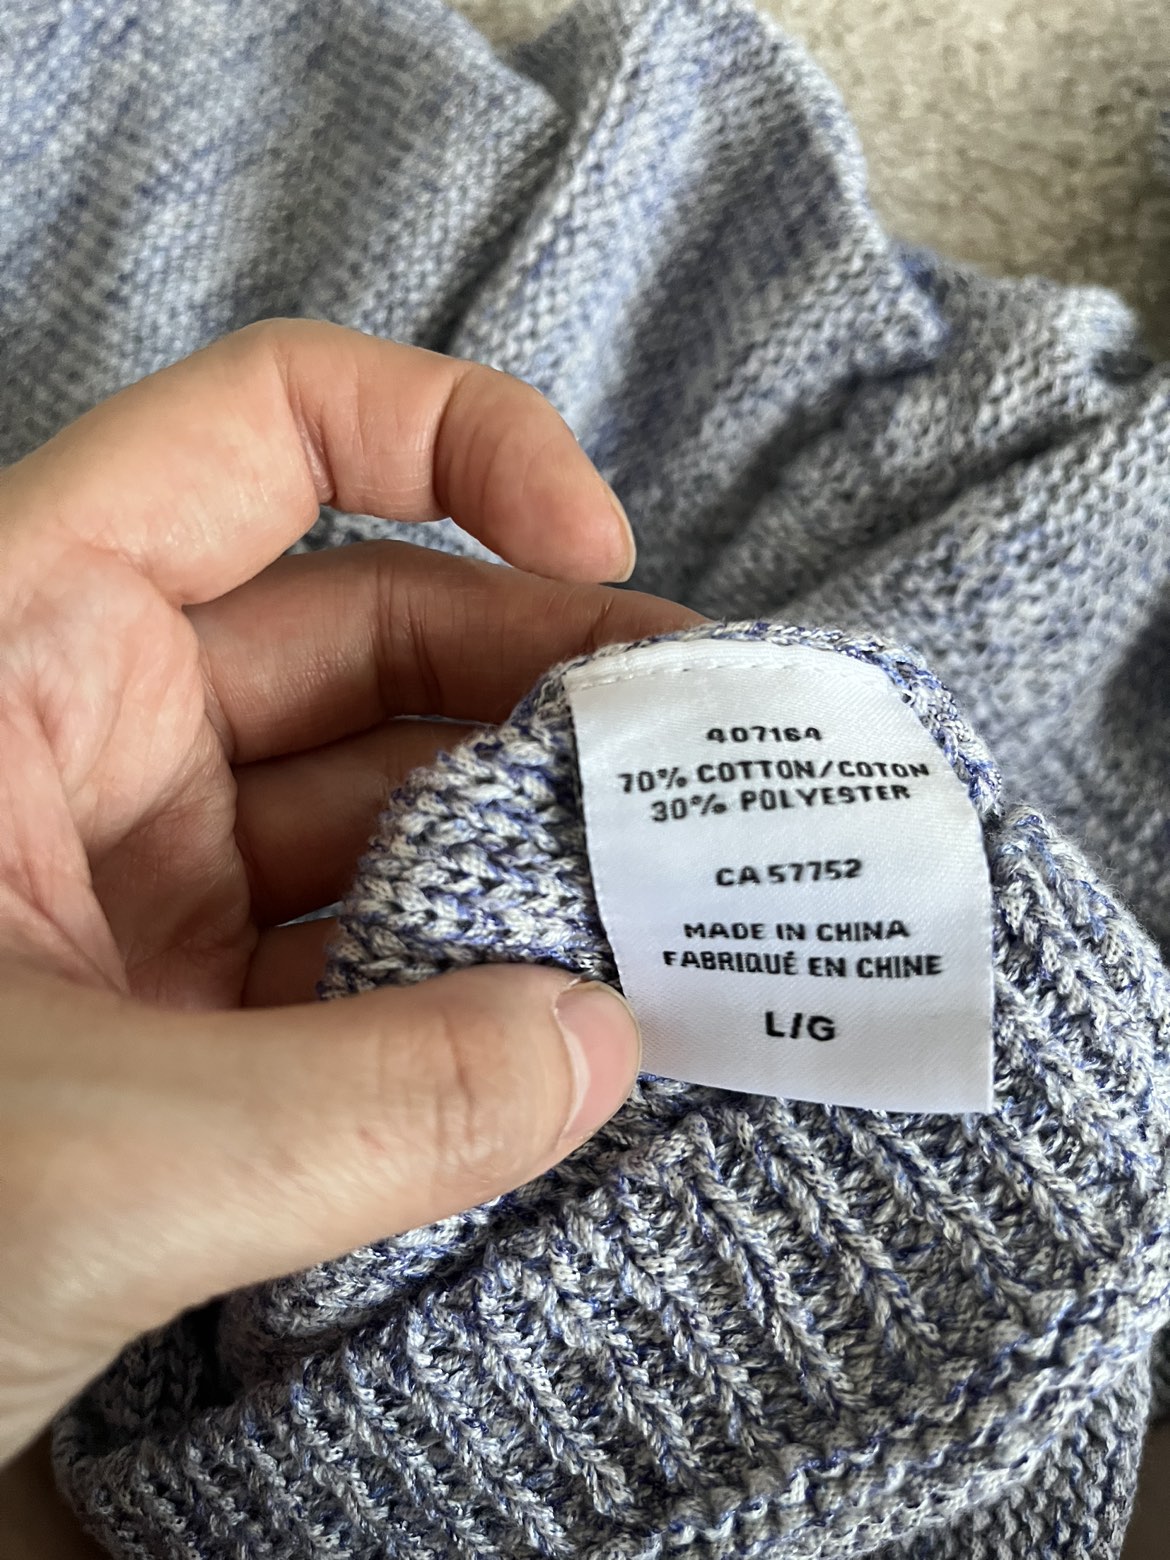 407164
70% COTTON/COTON
30% POLYESTER
CA 57752
MADE IN CHINA
FABRIQUÉ EN CHINE
L/G